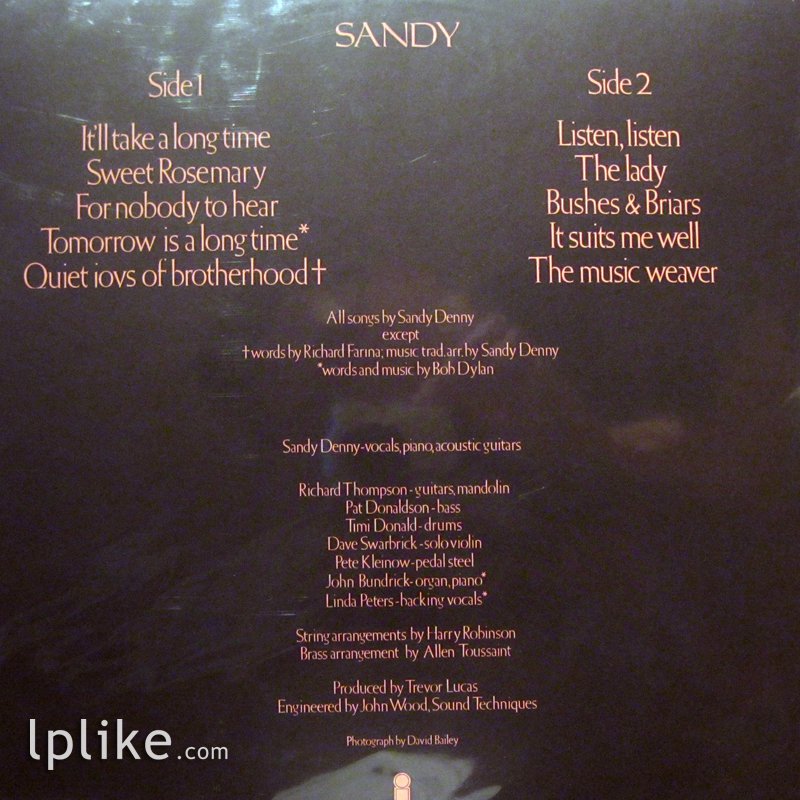 SANDY
Side 1
It'll take a long time
Sweet Rosemary
For nobody to hear
Tomorrow is a long time*
Quiet joys of brotherhood†
Side 2
Listen, listen
The lady
Bushes & Briars
It suits me well
The music weaver
All songs by Sandy Denny
except
†words by Richard Farina; music trad. arr. by Sandy Denny
*words and music by Bob Dylan
Sandy Denny-vocals, piano, acoustic guitars
Richard Thompson-guitars, mandolin
Pat Donaldson-bass
Timi Donald-drums
Dave Swarbrick-solo violin
Pete Kleinow-pedal steel
John Bundrick-organ, piano*
Linda Peters-backing vocals*
String arrangements by Harry Robinson
Brass arrangement by Allen Toussaint
Produced by Trevor Lucas
Engineered by John Wood, Sound Techniques
Photograph by David Bailey
lplike.com